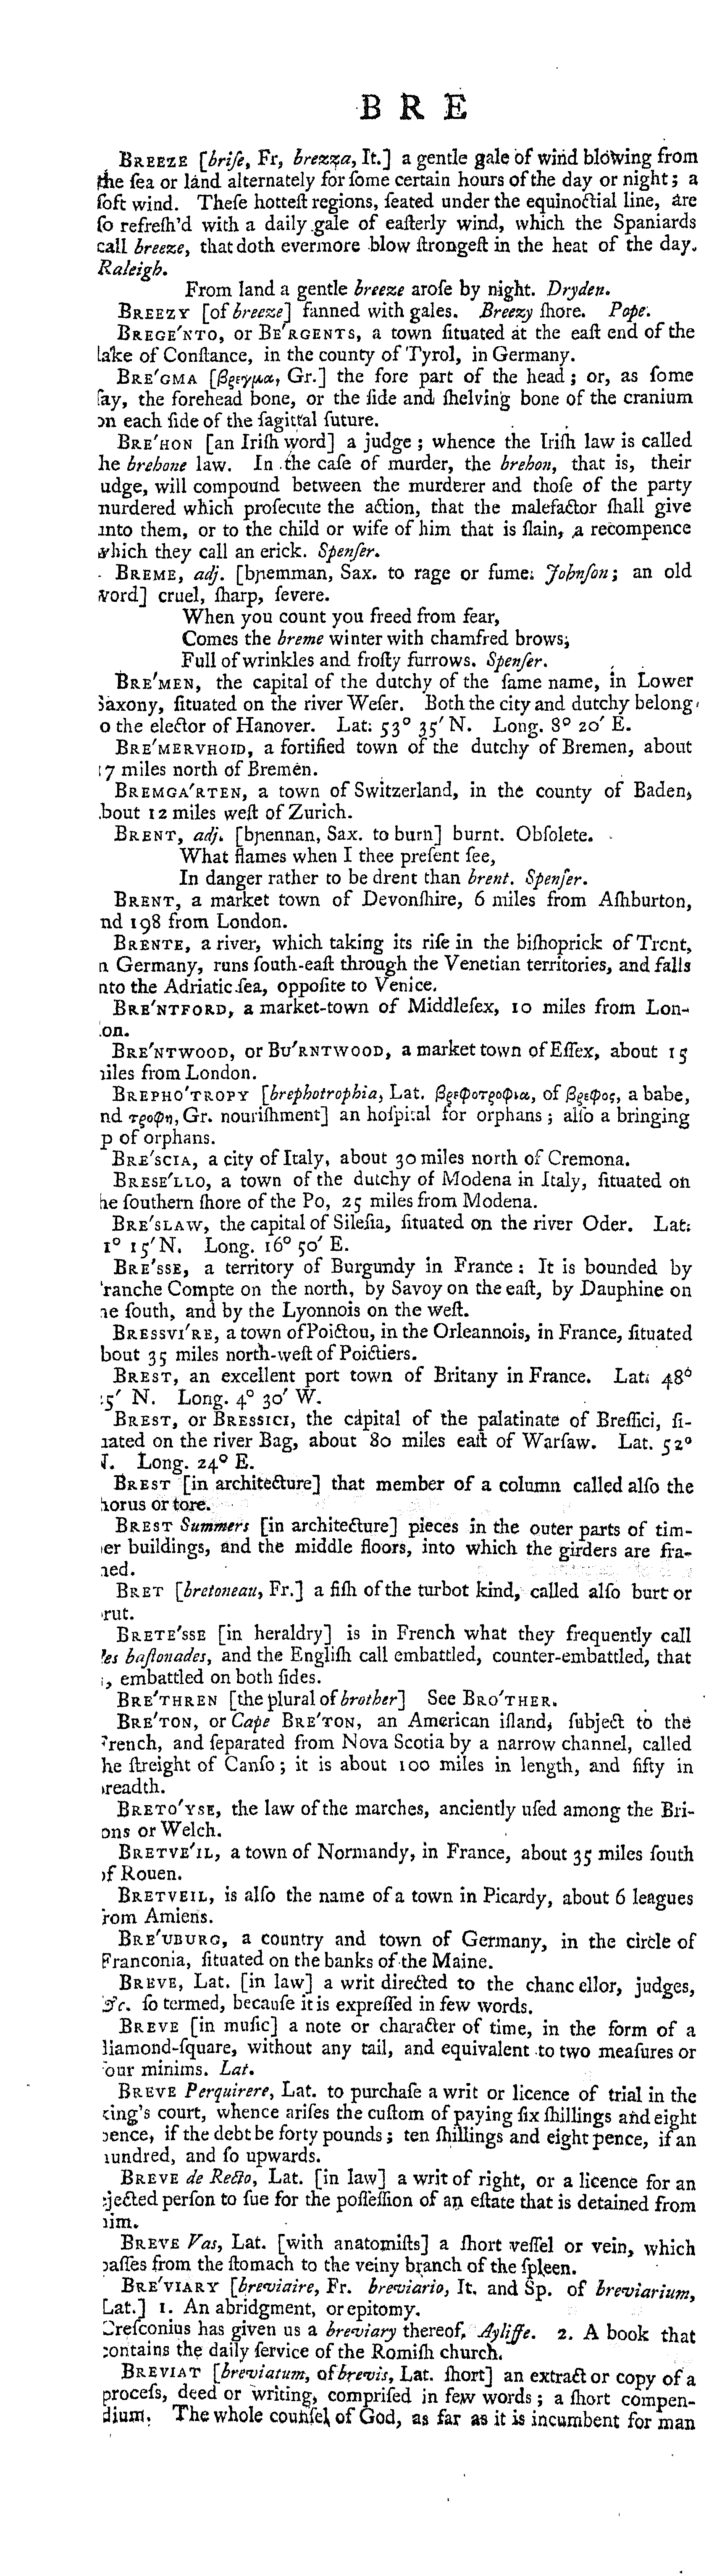 B R E
BREEZE [briſe, Fr, brezza, It.] a gentle gale of wind blowing from
the ſea or land alternately for ſome certain hours of the day or night; a
ſoft wind. Theſe hotteſt regions, ſeated under the equinoctial line, are
ſo refreſh'd with a daily gale of eaſterly wind, which the Spaniards
call breeze, that doth evermore blow ſtrongeſt in the heat of the day.
Raleigh.
From land a gentle breeze aroſe by night. Dryden.
BREEZY [of breeze] fanned with gales. Breezy ſhore. Pope.
BREGE'NTO, or BE'RGENTS, a town ſituated at the eaſt end of the
lake of Conſtance, in the county of Tyrol, in Germany.
BRE'GMA [βρεγμα, Gr.] the fore part of the head; or, as ſome
ſay, the forehead bone, or the ſide and ſhelving bone of the cranium
on each ſide of the ſagittal ſuture.
BRE'HON [an Iriſh word] a judge; whence the Iriſh law is called
he brehone law. In the caſe of murder, the brehon, that is, their
udge, will compound between the murderer and thoſe of the party
nurdered which proſecute the action, that the malefactor ſhall give
into them, or to the child or wife of him that is ſlain, a recompence
which they call an erick. Spenſer.
BREME, adj. [bꞃemman, Sax. to rage or fume: Johnſon; an old
word] cruel, ſharp, ſevere.
When you count you freed from fear,
Comes the breme winter with chamfred brows;
Full of wrinkles and froſty furrows. Spenſer.
BRE'MEN, the capital of the dutchy of the ſame name, in Lower
Saxony, ſituated on the river Weſer. Both the city and dutchy belong
o the elector of Hanover. Lat: 53° 35′ N. Long. 8° 20′ E.
BRE'MERVHOID, a fortified town of the dutchy of Bremen, about
17 miles north of Bremen.
BREMGA'RTEN, a town of Switzerland, in the county of Baden,
.bout 12 miles weſt of Zurich.
BRENT, adj. [bꞃennan, Sax. to burn] burnt. Obſolete.
What flames when I thee preſent ſee,
In danger rather to be drent than brent. Spenſer.
BRENT, a market town of Devonſhire, 6 miles from Aſhburton,
nd 198 from London.
BRENTE, a river, which taking its riſe in the biſhoprick of Trent,
n Germany, runs ſouth-eaſt through the Venetian territories, and falls
nto the Adriatic ſea, oppoſite to Venice.
BRE'NTFORD, a market-town of Middleſex, 10 miles from Lon-
on.
BRE'NTWOOD, or BU'RNTWOOD, a market town of Eſſex, about 15
niles from London.
BREPHO'TROPY [brephotrophia, Lat. βρεφοτροφια, of βρεφος, a babe,
nd τροφη, Gr. nouriſhment] an hoſpital for orphans; alſo a bringing
p of orphans.
BRE'SCIA, a city of Italy, about 30 miles north of Cremona.
BRESE'LLO, a town of the dutchy of Modena in Italy, ſituated on
he ſouthern ſhore of the Po, 25 miles from Modena.
BRE'SLAW, the capital of Sileſia, ſituated on the river Oder. Lat:
1° 15′ N. Long. 16° 50′ E.
BRE'SSE, a territory of Burgundy in France: It is bounded by
'ranche Compte on the north, by Savoy on the eaſt, by Dauphine on
he ſouth, and by the Lyonnois on the weſt.
BRESSVI'RE, a town of Poictou, in the Orleannois, in France, ſituated
bout 35 miles north-weſt of Poictiers.
BREST, an excellent port town of Britany in France. Lat. 48°
25′ N. Long. 4° 30′ W.
BREST, or BRESSICI, the capital of the palatinate of Breſſici, ſi-
uated on the river Bag, about 80 miles eaſt of Warſaw. Lat. 52°
N. Long. 24° E.
BREST [in architecture] that member of a column called alſo the
horus or tore.
BREST Summers [in architecture] pieces in the outer parts of tim-
er buildings, and the middle floors, into which the girders are fra-
ned.
BRET [bretoneau, Fr.] a fiſh of the turbot kind, called alſo burt or
rut.
BRETE'SSE [in heraldry] is in French what they frequently call
les baſtonades, and the Engliſh call embattled, counter-embattled, that
i, embattled on both ſides.
BRE'THREN [the plural of brother] See BRO'THER.
BRE'TON, or Cape BRE'TON, an American iſland, ſubject to the
French, and ſeparated from Nova Scotia by a narrow channel, called
he ſtreight of Canſo; it is about 100 miles in length, and fifty in
readth.
BRETO'YSE, the law of the marches, anciently uſed among the Bri-
ons or Welch.
BRETVE'IL, a town of Normandy, in France, about 35 miles ſouth
of Rouen.
BRETVEIL, is alſo the name of a town in Picardy, about 6 leagues
from Amiens.
BRE'UBURG, a country and town of Germany, in the circle of
Franconia, ſituated on the banks of the Maine.
BREVE, Lat. [in law] a writ directed to the chanc ellor, judges,
&c. ſo termed, becauſe it is expreſſed in few words.
BREVE [in muſic] a note or character of time, in the form of a
diamond-ſquare, without any tail, and equivalent to two meaſures or
four minims. Lat.
BREVE Perquirere, Lat. to purchaſe a writ or licence of trial in the
king's court, whence ariſes the cuſtom of paying ſix ſhillings and eight
pence, if the debt be forty pounds; ten ſhillings and eight pence, if an
hundred, and ſo upwards.
BREVE de Recto, Lat. [in law] a writ of right, or a licence for an
ejected perſon to ſue for the poſſeſſion of an eſtate that is detained from
him.
BREVE Vas, Lat. [with anatomiſts] a ſhort veſſel or vein, which
paſſes from the ſtomach to the veiny branch of the ſpleen.
BRE'VIARY [breviaire, Fr. breviario, It. and Sp. of breviarium,
Lat.] 1. An abridgment, or epitomy.
Creſconius has given us a breviary thereof. Ayliffe. 2. A book that
contains the daily ſervice of the Romiſh church.
BREVIAT [breviatum, of brevis, Lat. ſhort] an extract or copy of a
proceſs, deed or writing, compriſed in few words; a ſhort compen-
dium. The whole counſel of God, as far as it is incumbent for man